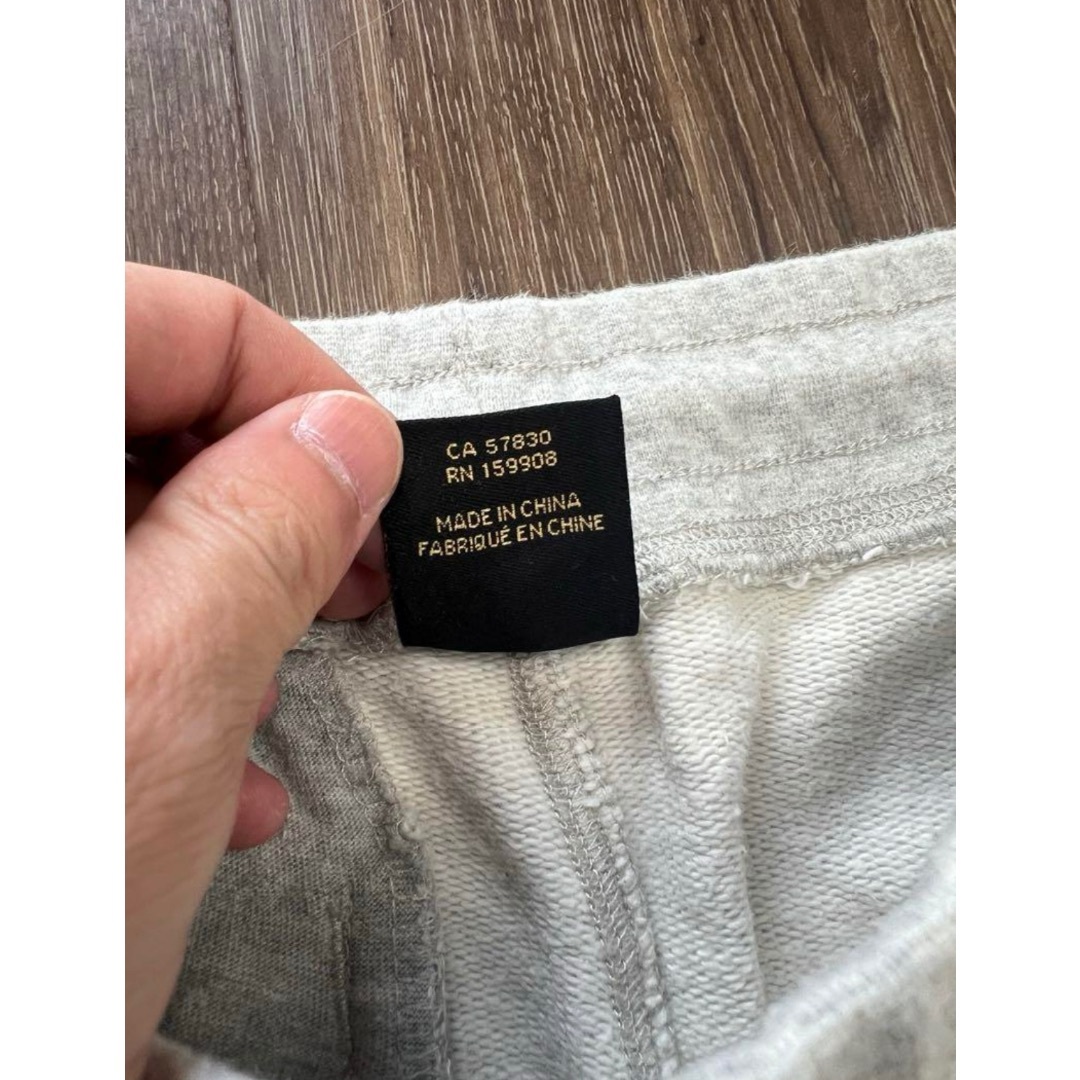 CA 57830
RN 159908
MADE IN CHINA
FABRIQUÉ EN CHINE